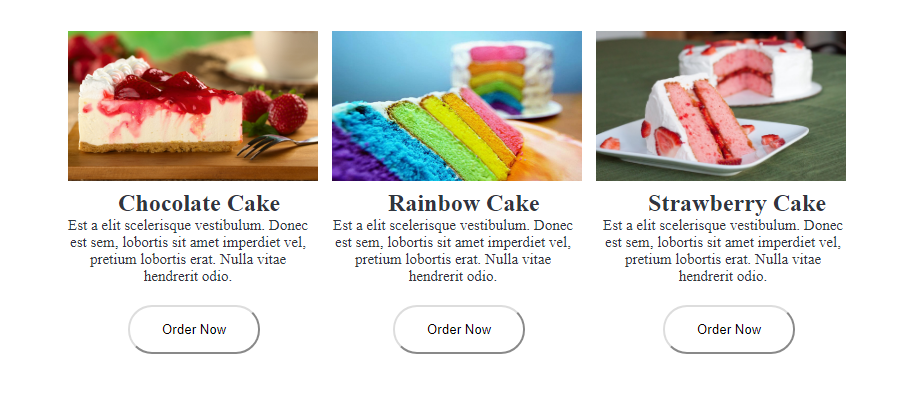 Chocolate Cake
Est a elit scelerisque vestibulum. Donec
est sem, lobortis sit amet imperdiet vel,
pretium lobortis erat. Nulla vitae
hendrerit odio.
Order Now
Rainbow Cake
Est a elit scelerisque vestibulum. Donec
est sem, lobortis sit amet imperdiet vel,
pretium lobortis erat. Nulla vitae
hendrerit odio.
Order Now
Strawberry Cake
Est a elit scelerisque vestibulum. Donec
est sem, lobortis sit amet imperdiet vel,
pretium lobortis erat. Nulla vitae
hendrerit odio.
Order Now